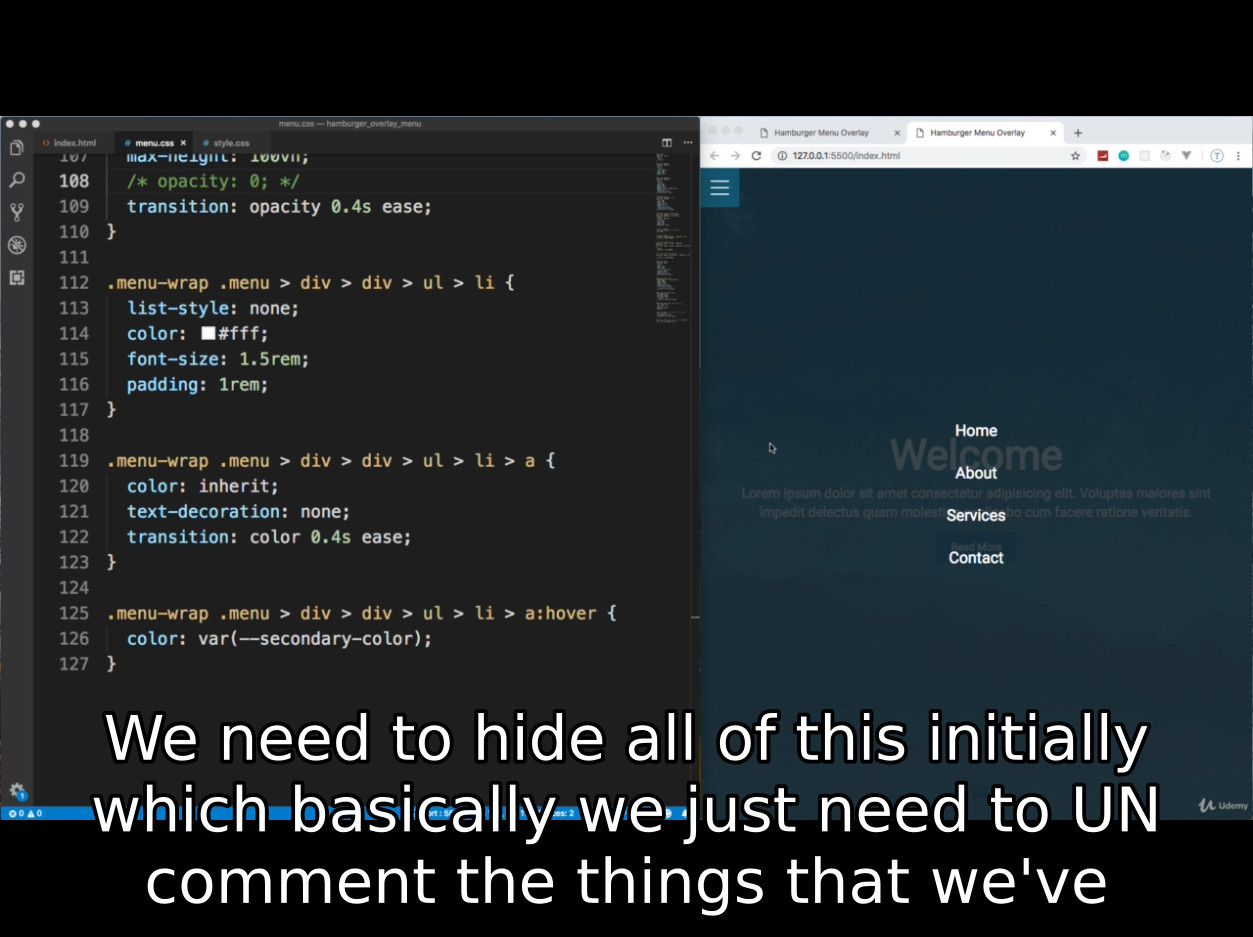 menu.css — hamburger_overlay_menu
index.html
menu.css
style.css
107 max-height: 100vh;
108 /* opacity: 0; */
109 transition: opacity 0.4s ease;
110 }
111
112 .menu-wrap .menu > div > div > ul > li {
113 list-style: none;
114 color: #fff;
115 font-size: 1.5rem;
116 padding: 1rem;
117 }
118
119 .menu-wrap .menu > div > div > ul > li > a {
120 color: inherit;
121 text-decoration: none;
122 transition: color 0.4s ease;
123 }
124
125 .menu-wrap .menu > div > div > ul > li > a:hover {
126 color: var(--secondary-color);
127 }
Hamburger Menu Overlay
Hamburger Menu Overlay
127.0.0.1:5500/index.html
Home
Welcome
About
Lorem ipsum dolor sit amet consectetur adipisicing elit. Voluptas maiores sint
impedit delectus quam molest cum facere ratione veritatis.
Services
Read More
Contact
Udemy
We need to hide all of this initially
which basically we just need to UN
comment the things that we've